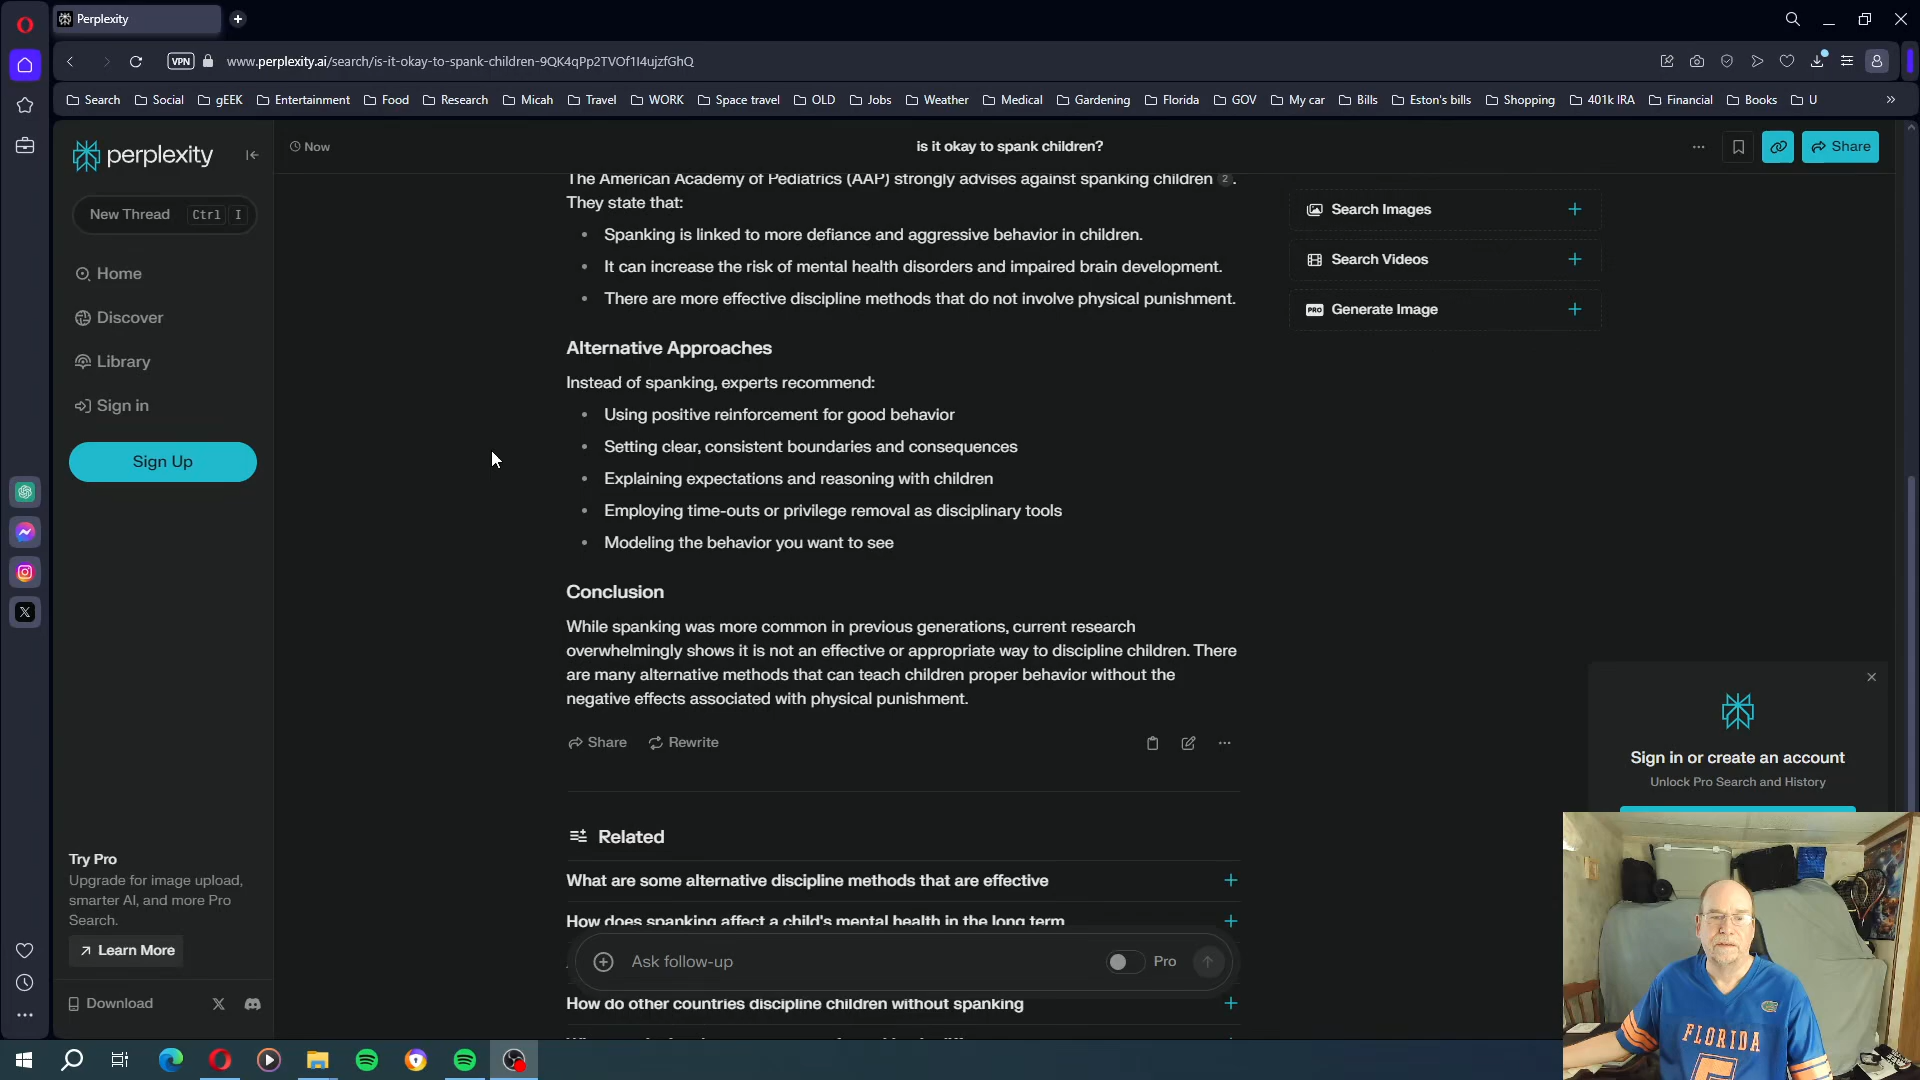 Perplexity
VPN
www.perplexity.ai/search/is-it-okay-to-spank-children-9QK4qPp2TVOf1I4ujzfGhQ
Search Social gEEK Entertainment Food Research Micah Travel WORK Space travel OLD Jobs Weather Medical Gardening Florida GOV My car Bills Eston's bills Shopping 401k IRA Financial Books U
perplexity
New Thread Ctrl I
Home
Discover
Library
Sign in
Sign Up
Try Pro
Upgrade for image upload,
smarter AI, and more Pro
Search.
Learn More
Download
Now
is it okay to spank children?
Share
The American Academy of Pediatrics (AAP) strongly advises against spanking children 2 .
They state that:
• Spanking is linked to more defiance and aggressive behavior in children.
• It can increase the risk of mental health disorders and impaired brain development.
• There are more effective discipline methods that do not involve physical punishment.
Alternative Approaches
Instead of spanking, experts recommend:
• Using positive reinforcement for good behavior
• Setting clear, consistent boundaries and consequences
• Explaining expectations and reasoning with children
• Employing time-outs or privilege removal as disciplinary tools
• Modeling the behavior you want to see
Conclusion
While spanking was more common in previous generations, current research
overwhelmingly shows it is not an effective or appropriate way to discipline children. There
are many alternative methods that can teach children proper behavior without the
negative effects associated with physical punishment.
Share Rewrite
Related
What are some alternative discipline methods that are effective
How does spanking affect a child's mental health in the long term
Ask follow-up
Pro
How do other countries discipline children without spanking
Search Images
Search Videos
PRO Generate Image
Sign in or create an account
Unlock Pro Search and History
FLORIDA